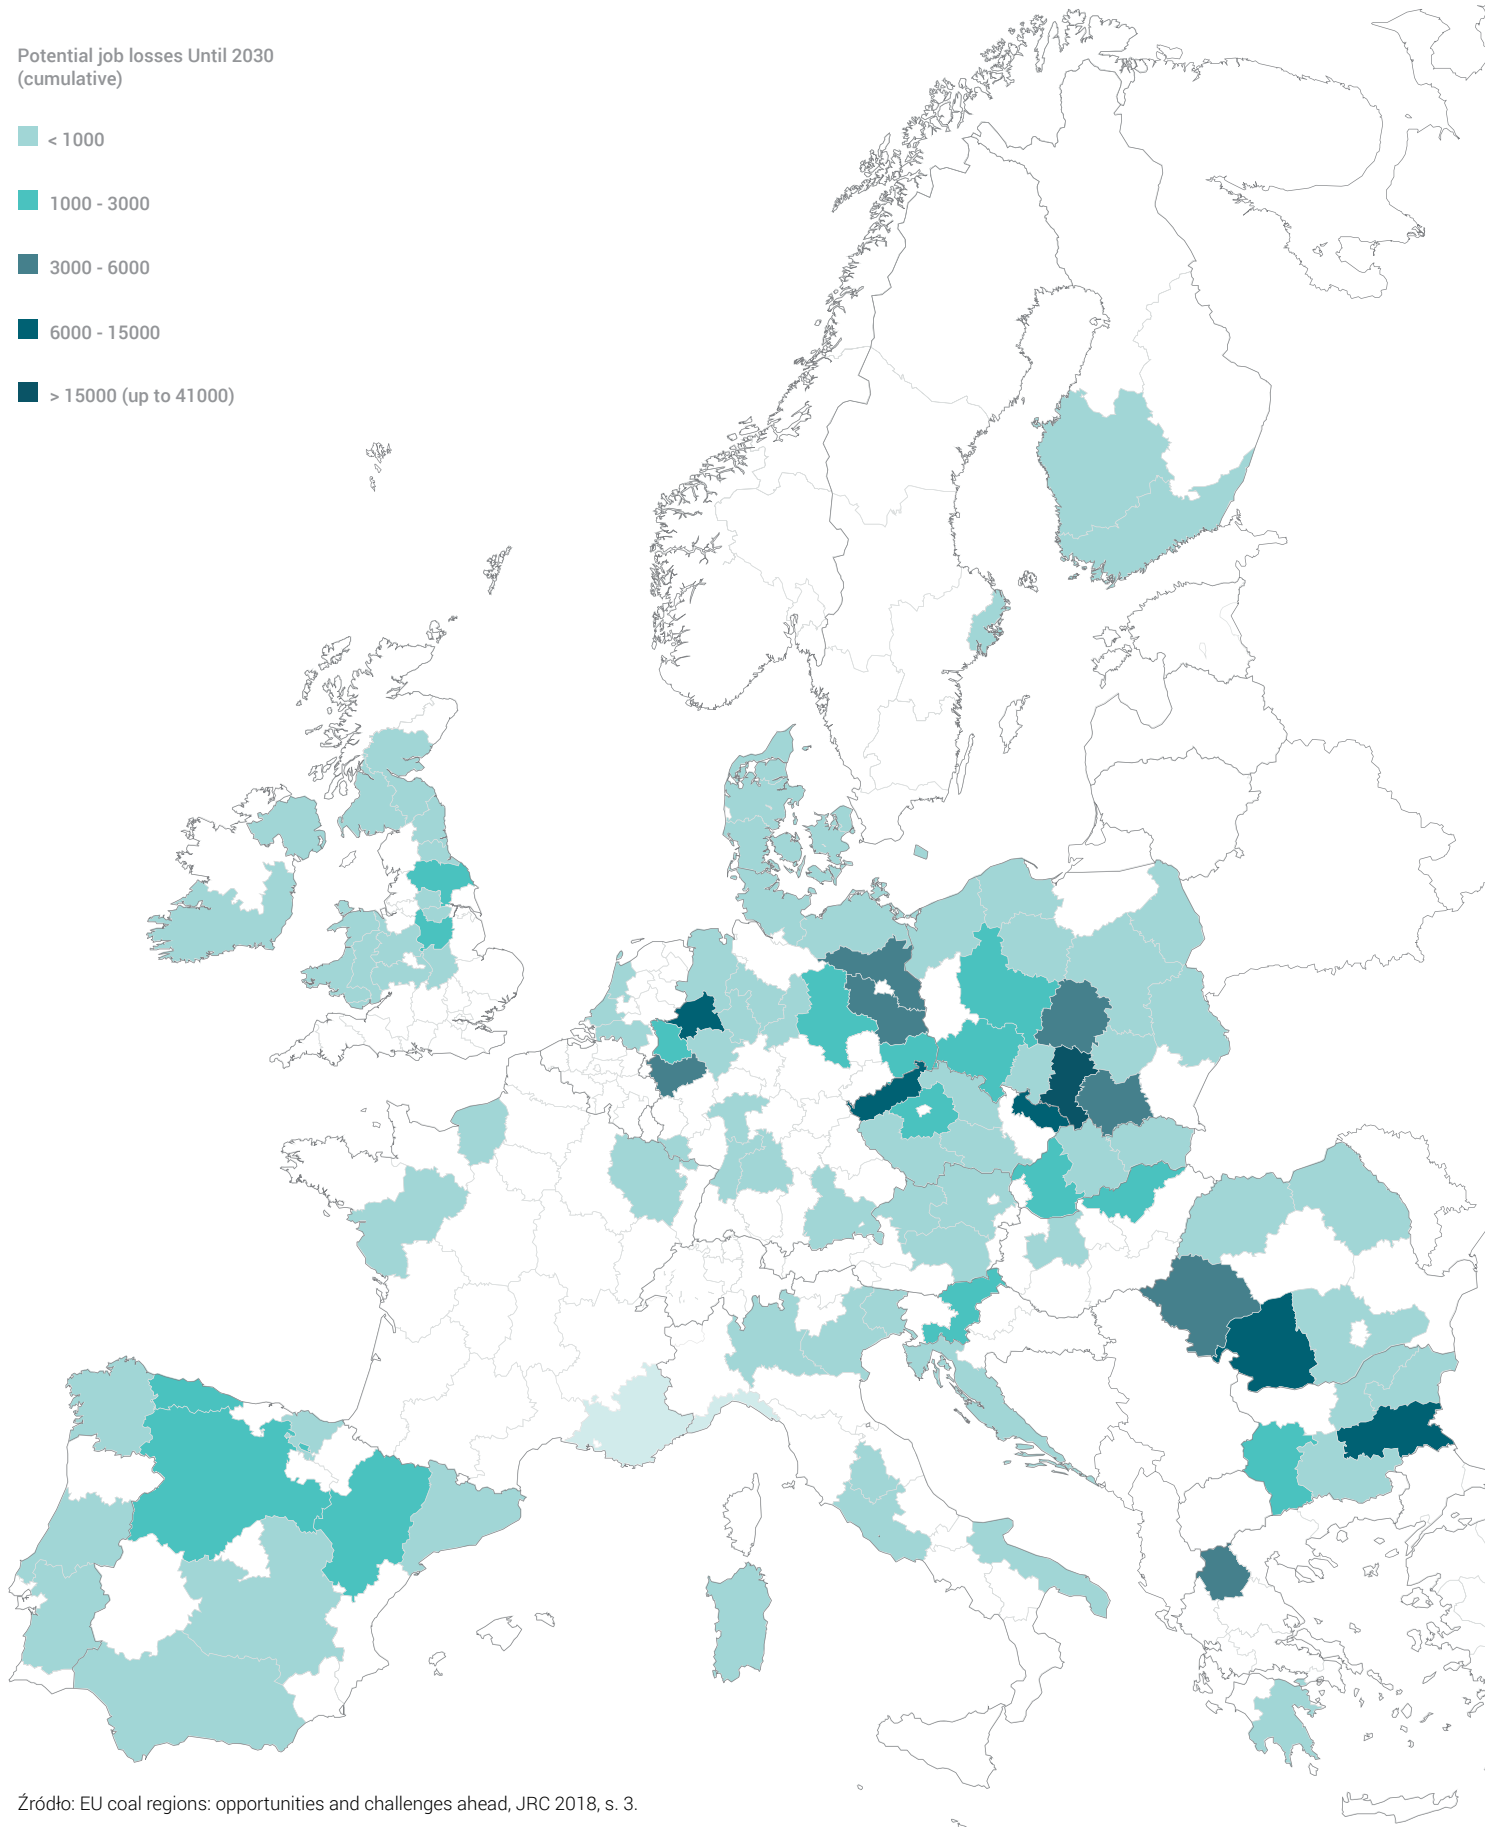 Potential job losses Until 2030
(cumulative)
< 1000
1000 - 3000
3000 - 6000
6000 - 15000
> 15000 (up to 41000)
Źródło: EU coal regions: opportunities and challenges ahead, JRC 2018, s. 3.